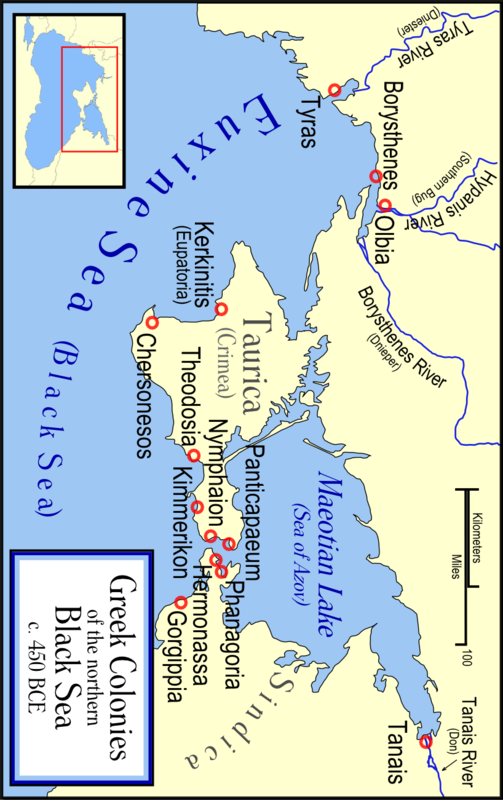 Tyras River
(Dniester)
Tyras
Borysthenes
Hypanis River
(Southern Bug)
Olbia
Borysthenes River
(Dnieper)
Euxine Sea (Black Sea)
Kerkinitis
(Eupatoria)
Taurica
(Crimea)
Chersonesos
Theodosia
Nymphaion
Panticapaeum
Kimmerikon
Hermonassa
Phanagoria
Gorgippia
Sindica
Maeotian Lake
(Sea of Azov)
Tanais
Tanais River
(Don)
Kilometers
Miles
100
Greek Colonies
of the northern
Black Sea
c. 450 BCE